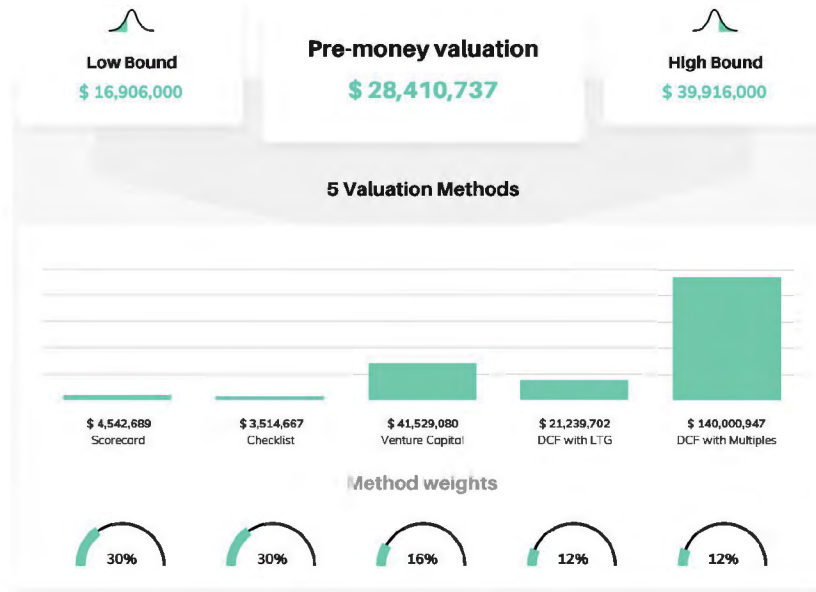 Low Bound
$ 16,906,000
Pre-money valuation
$ 28,410,737
High Bound
$ 39,916,000
5 Valuation Methods
$ 4,542,689
Scorecard
$ 3,514,667
Checklist
$ 41,529,080
Venture Capital
$ 21,239,702
DCF with LTG
$ 140,000,947
DCF with Multiples
Method weights
30%
30%
16%
12%
12%